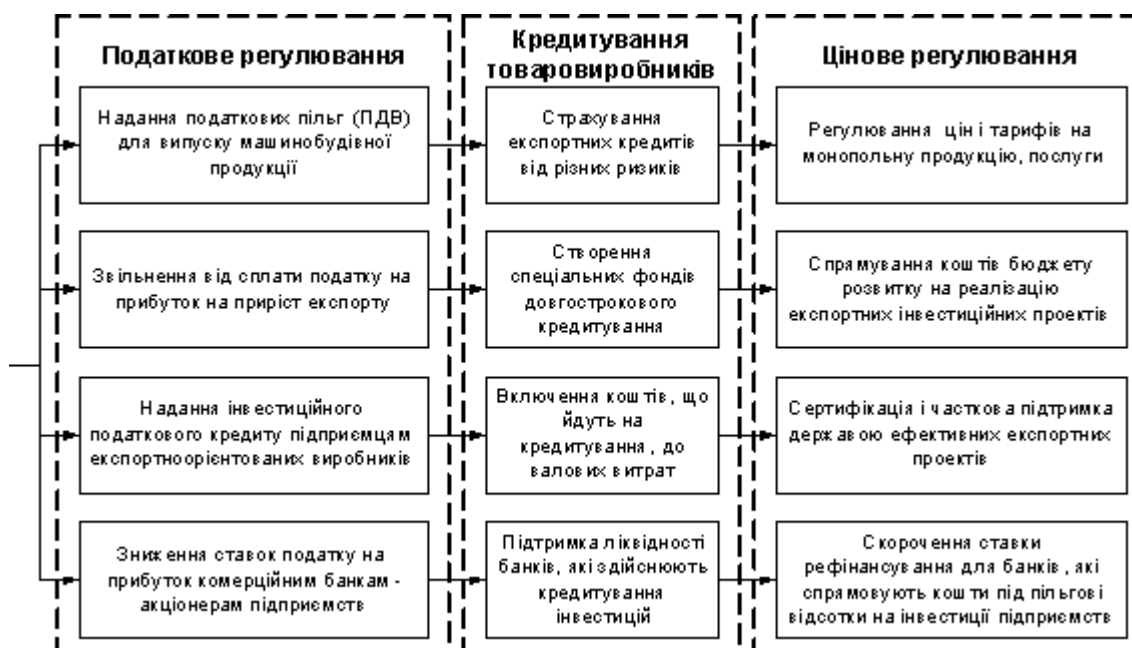 Податкове регулювання
Надання податкових пільг (ПДВ)
для випуску машинобудівної
продукції
Звільнення від сплати податку на
прибуток на приріст експорту
Надання інвестиційного
податкового кредиту підприємцям
експортноорієнтованих виробників
Зниження ставок податку на
прибуток комерційним банкам -
акціонерам підприємств
Кредитування
товаровиробників
Страхування
експортних кредитів
від різних ризиків
Створення
спеціальних фондів
довгострокового
кредитування
Включення коштів, що
йдуть на
кредитування, до
валових витрат
Підтримка ліквідності
банків, які здійснюють
кредитування
інвестицій
Цінове регулювання
Регулювання цін і тарифів на
монопольну продукцію, послуги
Спрямування коштів бюджету
розвитку на реалізацію
експортних інвестиційних проектів
Сертифікація і часткова підтримка
державою ефективних експортних
проектів
Скорочення ставки
рефінансування для банків, які
спрямовують кошти під пільгові
відсотки на інвестиції підприємств